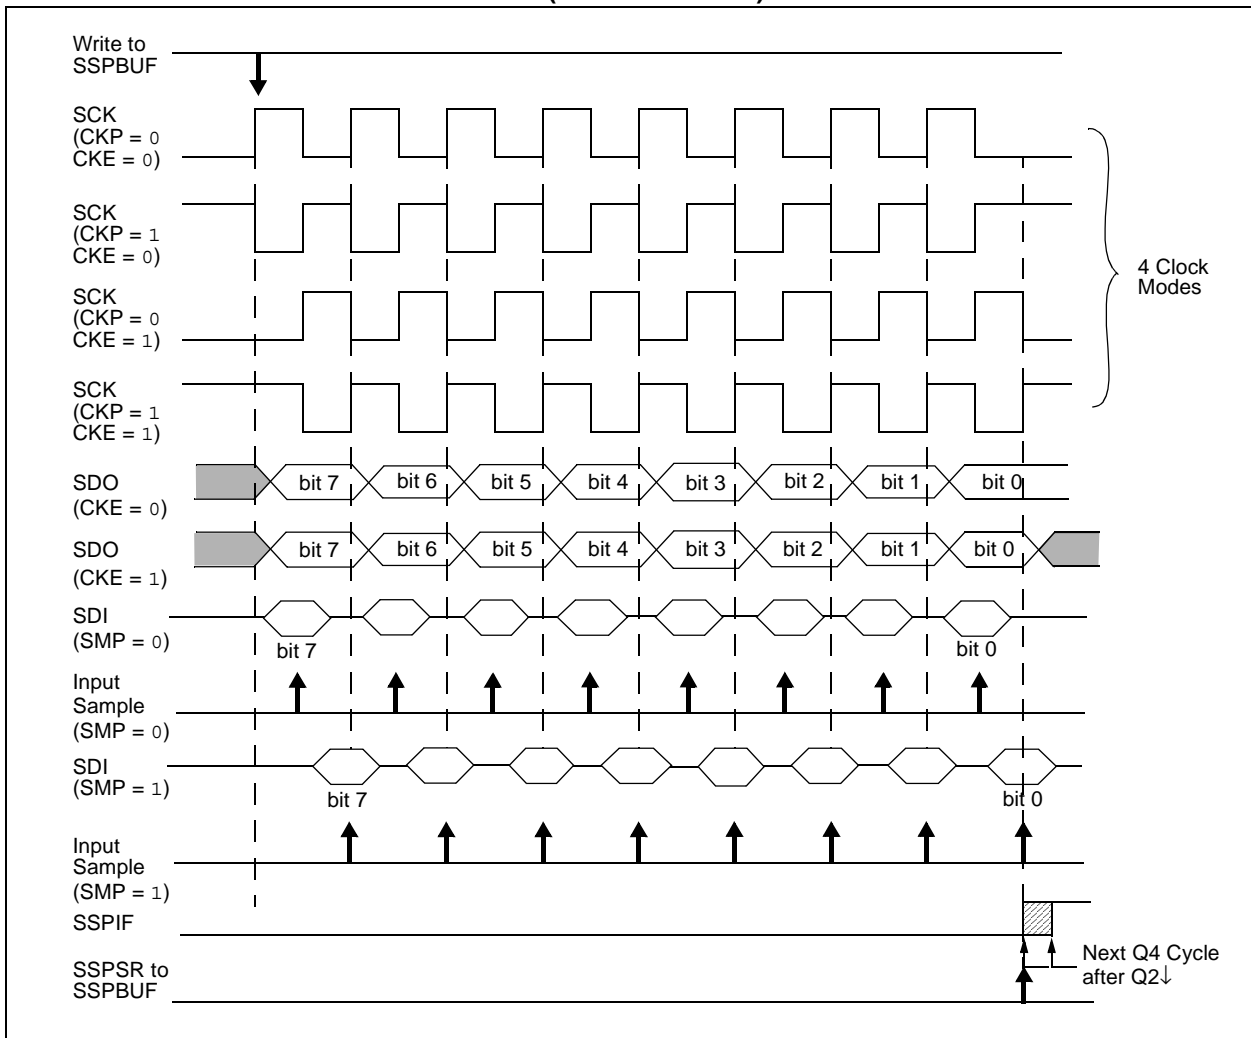 Write to
SSPBUF
SCK
(CKP = 0
CKE = 0)
SCK
(CKP = 1
CKE = 0)
4 Clock
Modes
SCK
(CKP = 0
CKE = 1)
SCK
(CKP = 1
CKE = 1)
SDO
(CKE = 0)
bit 7 bit 6 bit 5 bit 4 bit 3 bit 2 bit 1 bit 0
SDO
(CKE = 1)
bit 7 bit 6 bit 5 bit 4 bit 3 bit 2 bit 1 bit 0
SDI
(SMP = 0)
bit 7 bit 0
Input
Sample
(SMP = 0)
SDI
(SMP = 1)
bit 7 bit 0
Input
Sample
(SMP = 1)
SSPIF
SSPSR to
SSPBUF
Next Q4 Cycle
after Q2↓